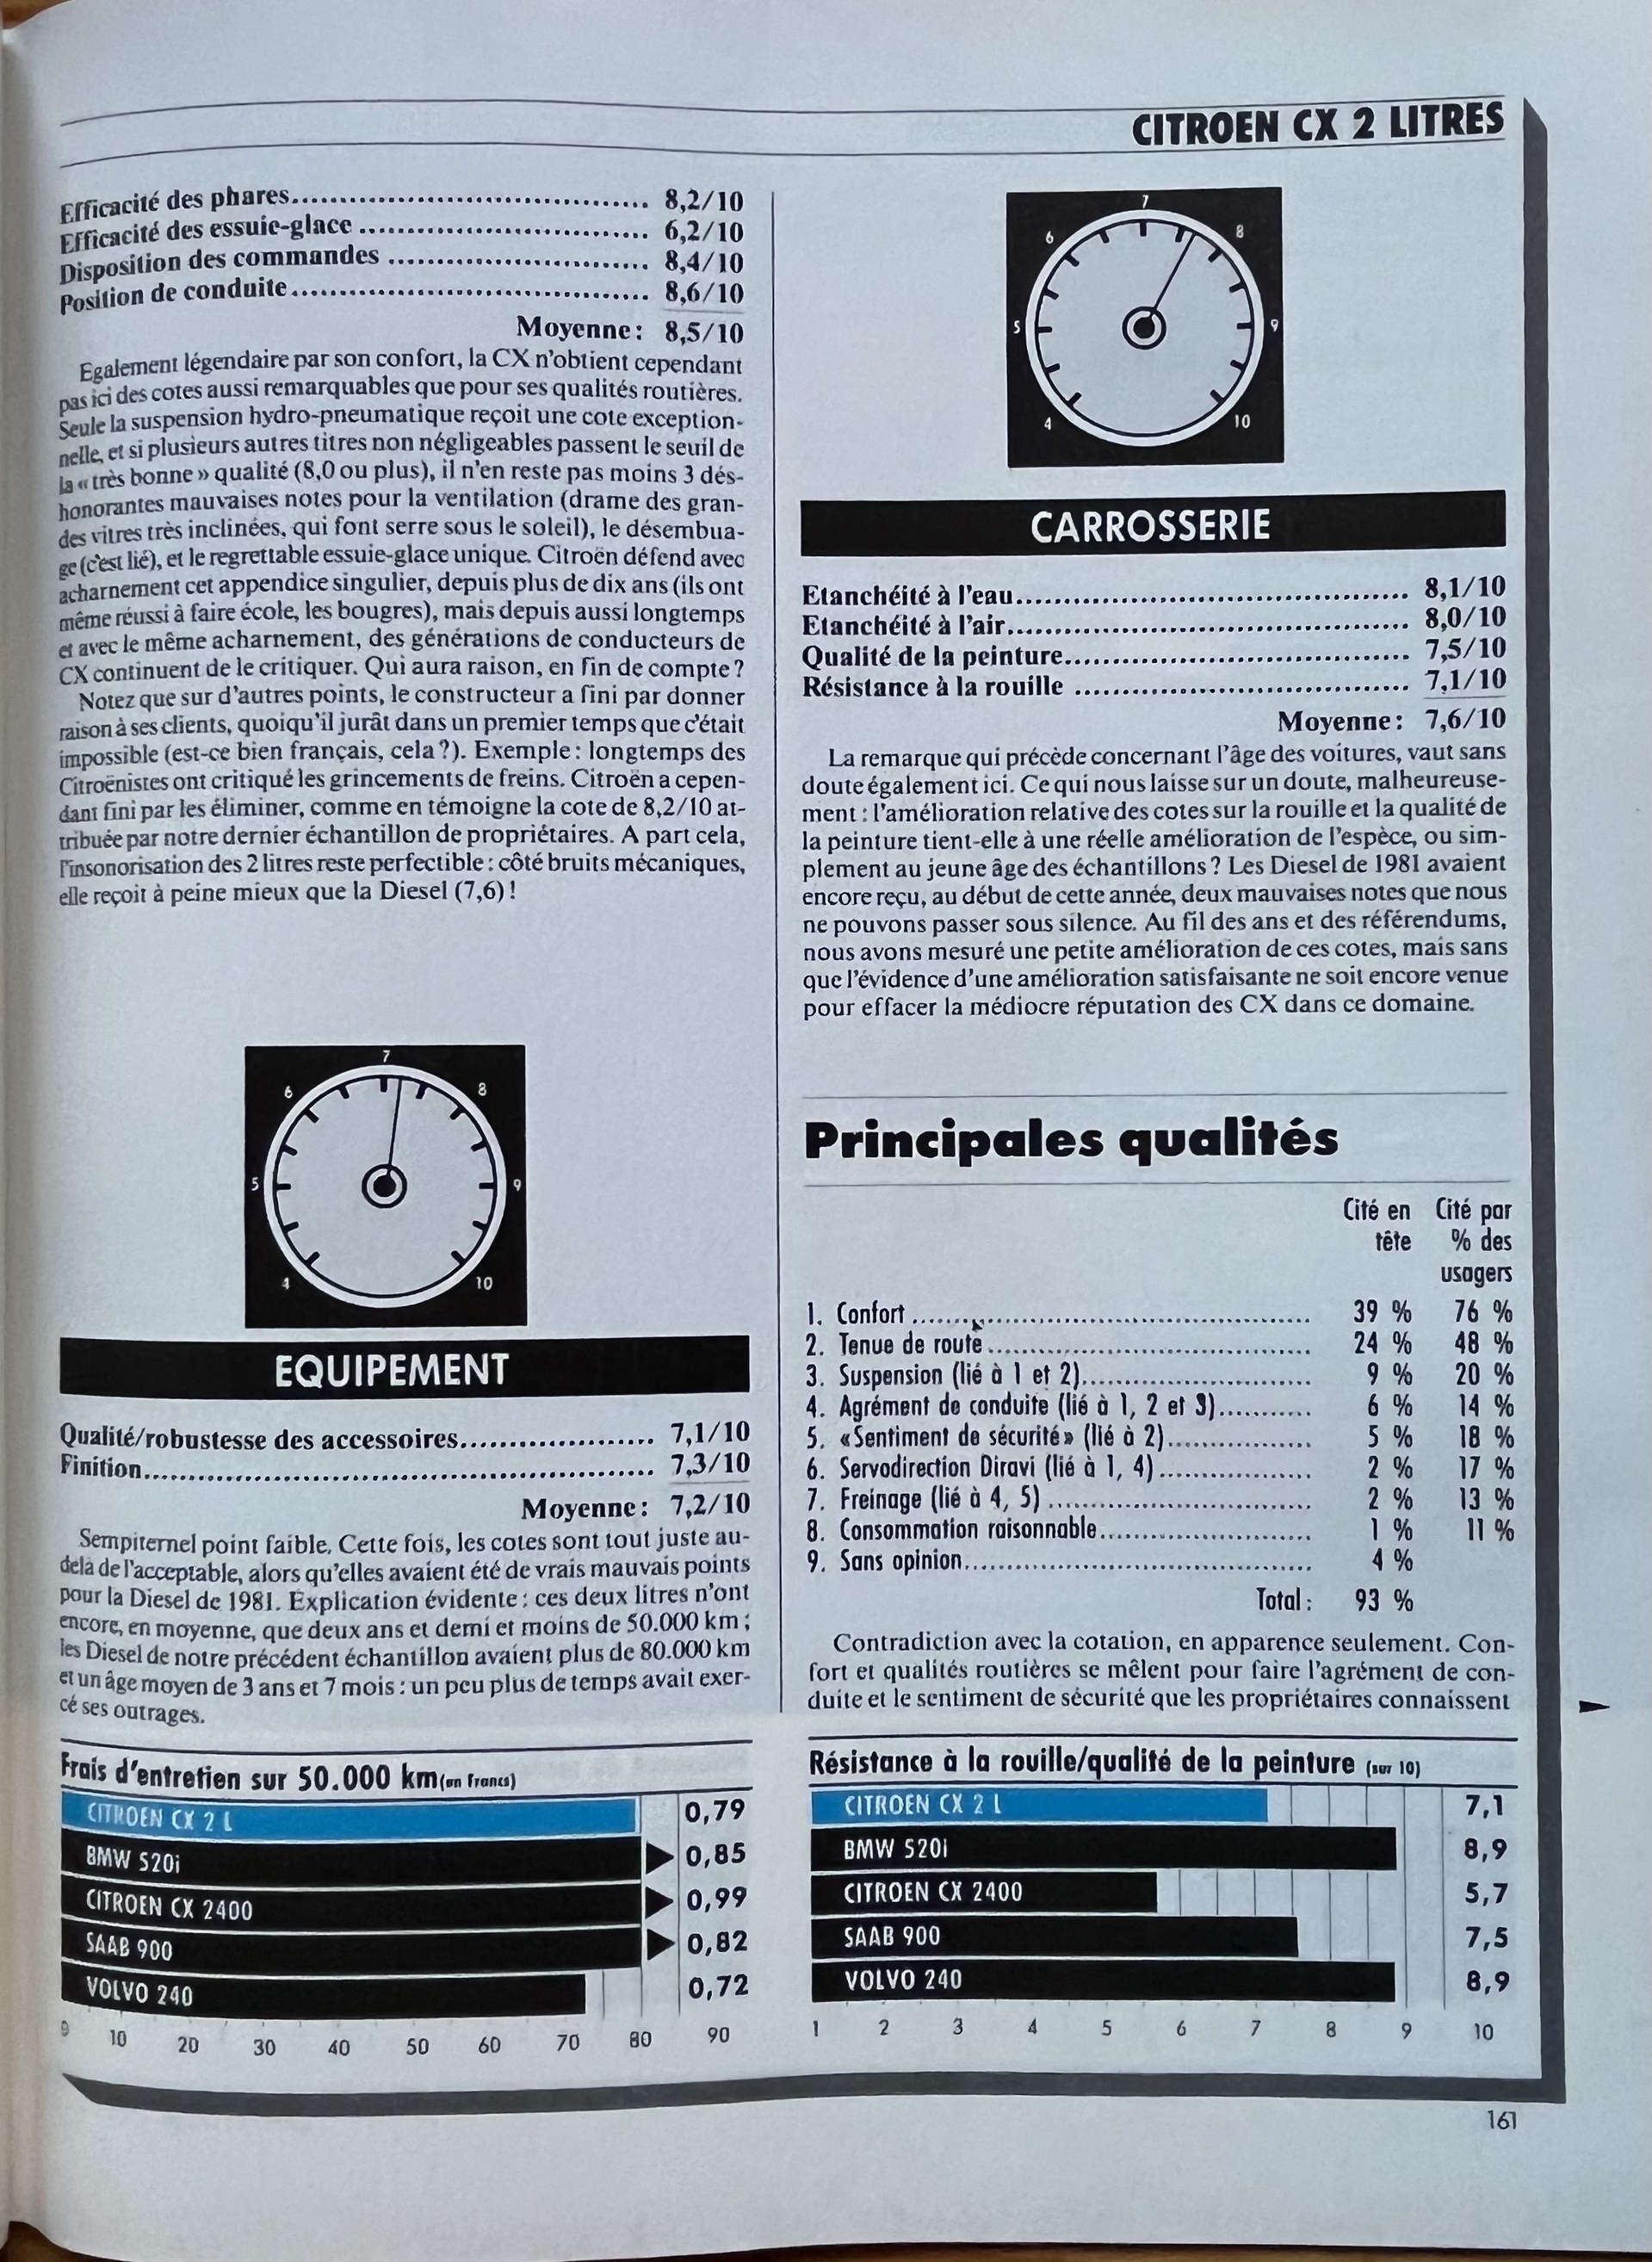 CITROEN CX 2 LITRES
Efficacité des phares 8,2/10
Efficacité des essuie-glace 6,2/10
Disposition des commandes 8,4/10
Position de conduite 8,6/10
Moyenne : 8,5/10
Egalement légendaire par son confort, la CX n'obtient cependant
pas ici des cotes aussi remarquables que pour ses qualités routières.
Seule la suspension hydro-pneumatique reçoit une cote exception-
nelle, et si plusieurs autres titres non négligeables passent le seuil de
la « très bonne » qualité (8,0 ou plus), il n'en reste pas moins 3 dés-
honorantes mauvaises notes pour la ventilation (drame des gran-
des vitres très inclinées, qui font serre sous le soleil), le désembua-
ge (c'est lié), et le regrettable essuie-glace unique. Citroën défend avec
acharnement cet appendice singulier, depuis plus de dix ans (ils ont
même réussi à faire école, les bougres), mais depuis aussi longtemps
et avec le même acharnement, des générations de conducteurs de
CX continuent de le critiquer. Qui aura raison, en fin de compte ?
Notez que sur d'autres points, le constructeur a fini par donner
raison à ses clients, quoiqu'il jurât dans un premier temps que c'était
impossible (est-ce bien français, cela ?). Exemple : longtemps des
Citroënistes ont critiqué les grincements de freins. Citroën a cepen-
dant fini par les éliminer, comme en témoigne la cote de 8,2/10 at-
tribuée par notre dernier échantillon de propriétaires. A part cela,
l'insonorisation des 2 litres reste perfectible : côté bruits mécaniques,
elle reçoit à peine mieux que la Diesel (7,6) !
4 5 6 7 8 9 10
EQUIPEMENT
Qualité/robustesse des accessoires 7,1/10
Finition 7,3/10
Moyenne : 7,2/10
Sempiternel point faible. Cette fois, les cotes sont tout juste au-
delà de l'acceptable, alors qu'elles avaient été de vrais mauvais points
pour la Diesel de 1981. Explication évidente : ces deux litres n'ont
encore, en moyenne, que deux ans et demi et moins de 50.000 km ;
les Diesel de notre précédent échantillon avaient plus de 80.000 km
et un âge moyen de 3 ans et 7 mois : un peu plus de temps avait exer-
cé ses outrages.
Frais d'entretien sur 50.000 km (en Francs)
CITROEN CX 2 L 0,79
BMW 520i 0,85
CITROEN CX 2400 0,99
SAAB 900 0,82
VOLVO 240 0,72
0 10 20 30 40 50 60 70 80 90
4 5 6 7 8 9 10
CARROSSERIE
Etanchéité à l'eau 8,1/10
Etanchéité à l'air 8,0/10
Qualité de la peinture 7,5/10
Résistance à la rouille 7,1/10
Moyenne : 7,6/10
La remarque qui précède concernant l'âge des voitures, vaut sans
doute également ici. Ce qui nous laisse sur un doute, malheureuse-
ment : l'amélioration relative des cotes sur la rouille et la qualité de
la peinture tient-elle à une réelle amélioration de l'espèce, ou sim-
plement au jeune âge des échantillons ? Les Diesel de 1981 avaient
encore reçu, au début de cette année, deux mauvaises notes que nous
ne pouvons passer sous silence. Au fil des ans et des référendums,
nous avons mesuré une petite amélioration de ces cotes, mais sans
que l'évidence d'une amélioration satisfaisante ne soit encore venue
pour effacer la médiocre réputation des CX dans ce domaine.
Principales qualités
Cité en Cité par
tête % des
usagers
1. Confort 39 % 76 %
2. Tenue de route 24 % 48 %
3. Suspension (lié à 1 et 2) 9 % 20 %
4. Agrément de conduite (lié à 1, 2 et 3) 6 % 14 %
5. «Sentiment de sécurité» (lié à 2) 5 % 18 %
6. Servodirection Diravi (lié à 1, 4) 2 % 17 %
7. Freinage (lié à 4, 5) 2 % 13 %
8. Consommation raisonnable 1 % 11 %
9. Sans opinion 4 %
Total : 93 %
Contradiction avec la cotation, en apparence seulement. Con-
fort et qualités routières se mêlent pour faire l'agrément de con-
duite et le sentiment de sécurité que les propriétaires connaissent
Résistance à la rouille/qualité de la peinture (sur 10)
CITROEN CX 2 L 7,1
BMW 520i 8,9
CITROEN CX 2400 5,7
SAAB 900 7,5
VOLVO 240 8,9
1 2 3 4 5 6 7 8 9 10
161